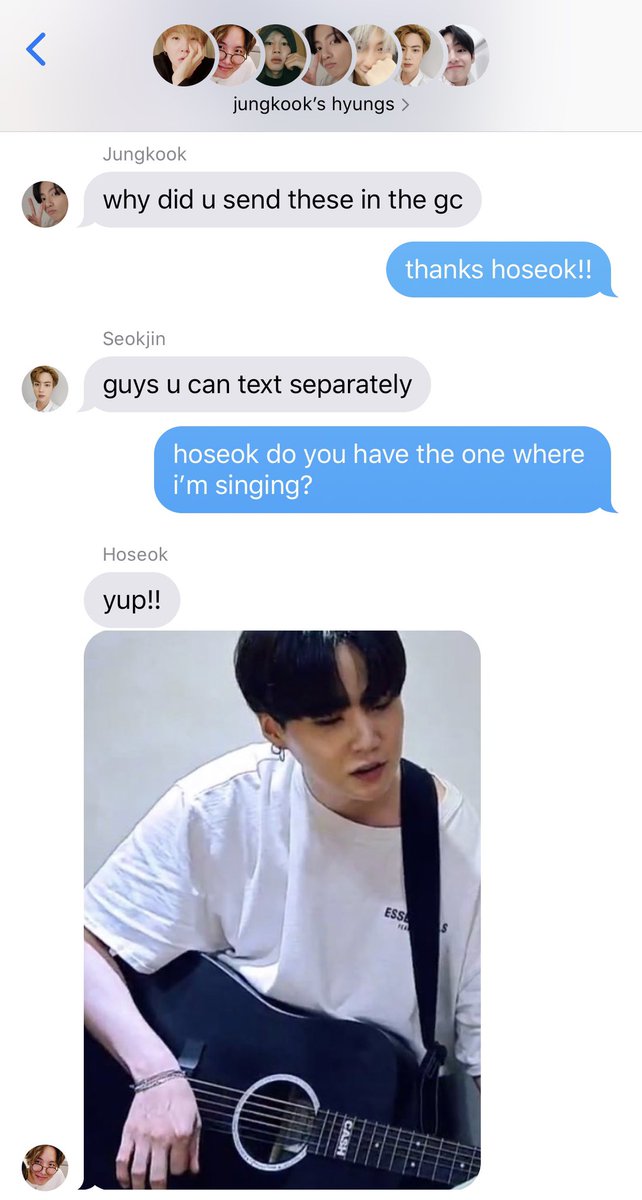 jungkook’s hyungs >
Jungkook
why did u send these in the gc
thanks hoseok!!
Seokjin
guys u can text separately
hoseok do you have the one where
i’m singing?
Hoseok
yup!!
CASH